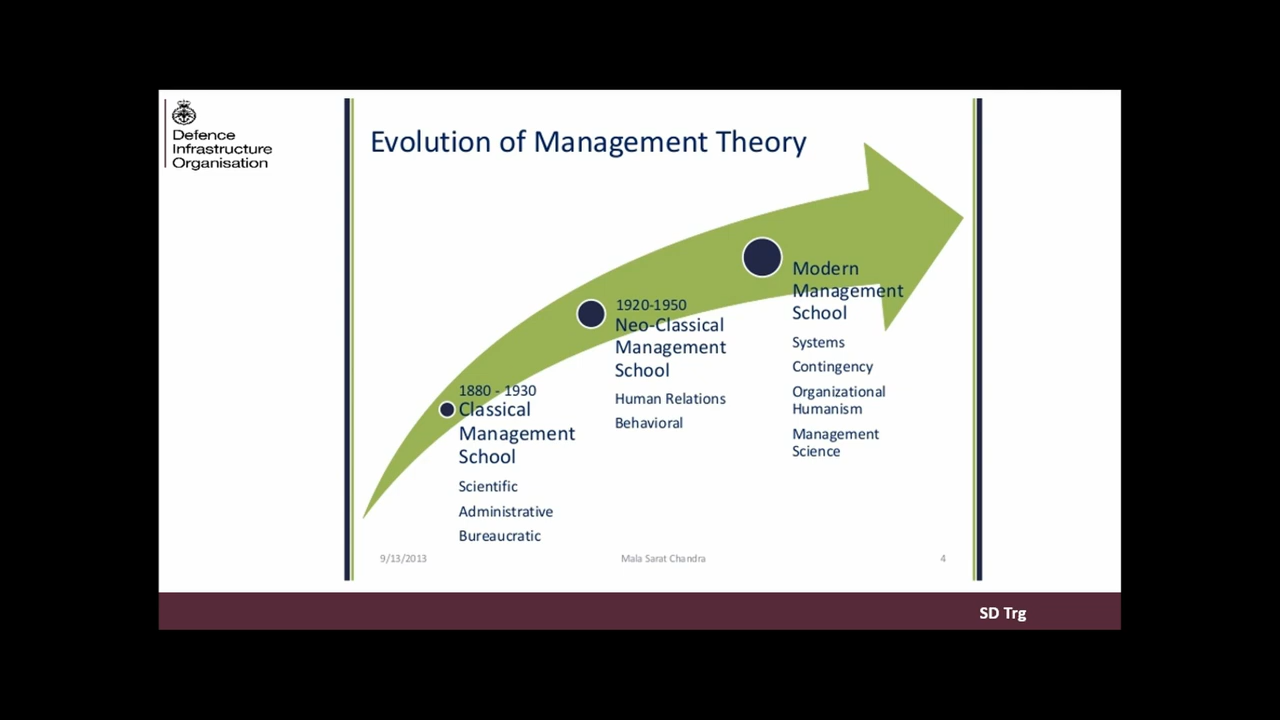 Defence
Infrastructure
Organisation
Evolution of Management Theory
1880 - 1930
Classical
Management
School
Scientific
Administrative
Bureaucratic
1920-1950
Neo-Classical
Management
School
Human Relations
Behavioral
Modern
Management
School
Systems
Contingency
Organizational
Humanism
Management
Science
9/13/2013
Mala Sarat Chandra
4
SD Trg